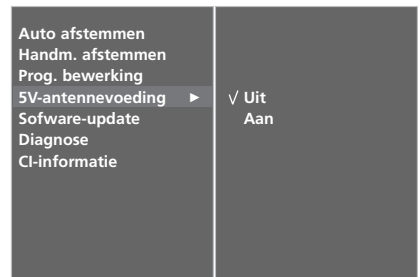 Auto afstemmen
Handm. afstemmen
Prog. bewerking
5V-antennevoeding ►
Sofware-update
Diagnose
CI-informatie
√ Uit
Aan